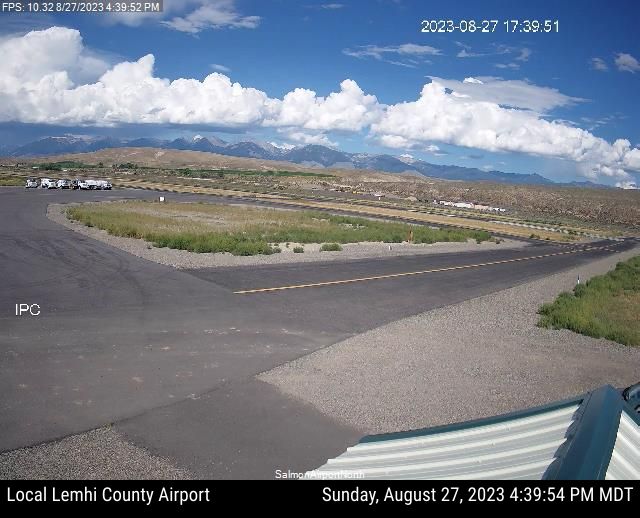 FPS: 10.32 8/27/2023 4:39:52 PM
2023-08-27 17:39:51
IPC
SalmonAirportNorth
Local Lemhi County Airport
Sunday, August 27, 2023 4:39:54 PM MDT